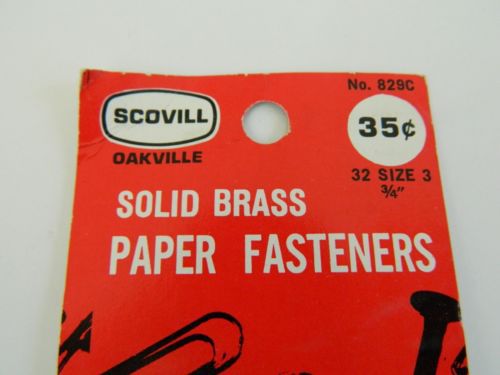 No. 829C
SCOVILL
35¢
OAKVILLE
32 SIZE 3
3/4"
SOLID BRASS
PAPER FASTENERS